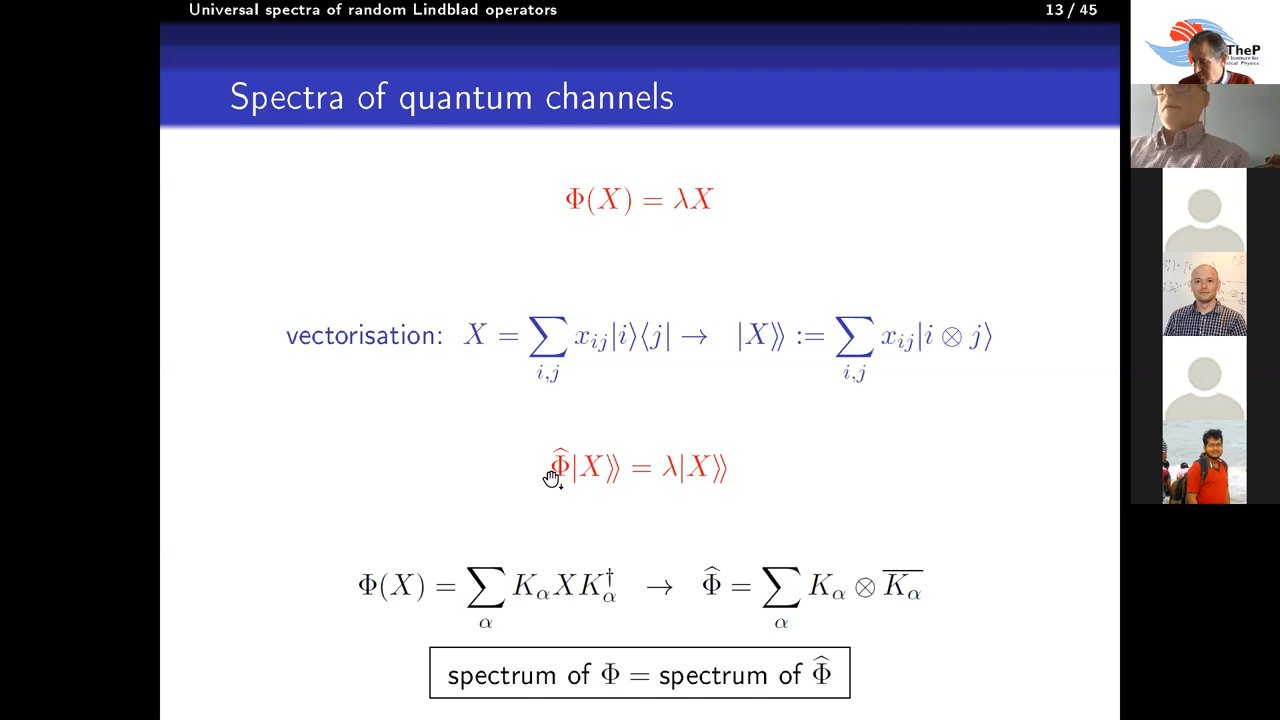 Universal spectra of random Lindblad operators 13 / 45
Spectra of quantum channels
Φ(X) = λX
vectorisation: X = ∑_{i,j} x_{ij}|i⟩⟨j| → |X⟩⟩ := ∑_{i,j} x_{ij}|i ⊗ j⟩
Φ̂|X⟩⟩ = λ|X⟩⟩
Φ(X) = ∑_α K_α X K_α^† → Φ̂ = ∑_α K_α ⊗ \overline{K_α}
spectrum of Φ = spectrum of Φ̂
TheP